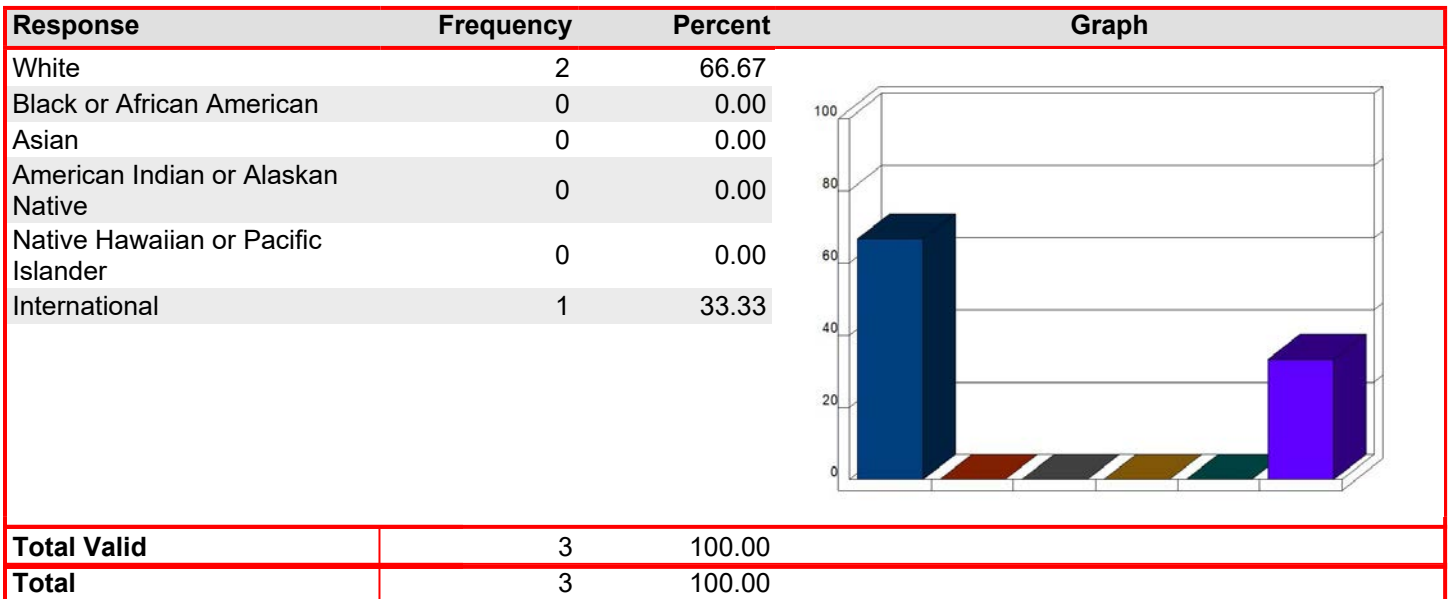 Response Frequency Percent Graph
White 2 66.67
Black or African American 0 0.00
Asian 0 0.00
American Indian or Alaskan
Native 0 0.00
Native Hawaiian or Pacific
Islander 0 0.00
International 1 33.33
100
80
60
40
20
0
Total Valid 3 100.00
Total 3 100.00